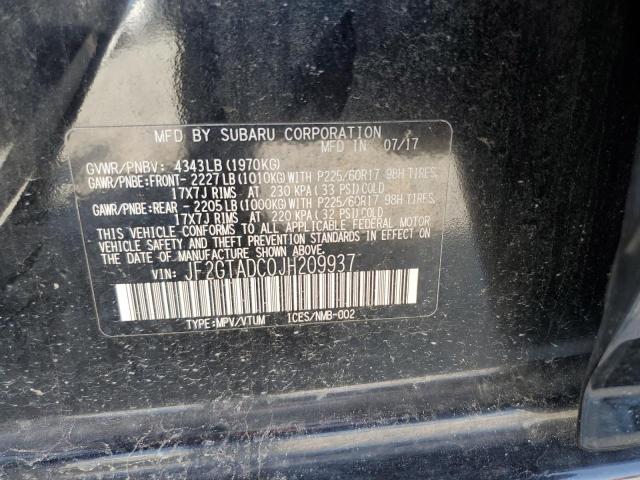 MFD BY SUBARU CORPORATION
MFD IN 07/17
GVWR/PNBV: 4343LB (1970KG)
GAWR/PNBE:FRONT- 2227LB(1010KG)WITH P225/60R17 98H TIRES,
17X7J RIMS AT 230 KPA (33 PSI)COLD
GAWR/PNBE:REAR - 2205LB(1000KG)WITH P225/60R17 98H TIRES,
17X7J RIMS AT 220 KPA (32 PSI)COLD
THIS VEHICLE CONFORMS TO ALL APPLICABLE FEDERAL MOTOR
VEHICLE SAFETY AND THEFT PREVENTION STANDARDS IN EFFECT ON
THE DATE OF MANUFACTURE SHOWN ABOVE.
VIN: JF2GTADC0JH209937
TYPE:MPV/VTUM ICES/NMB-002